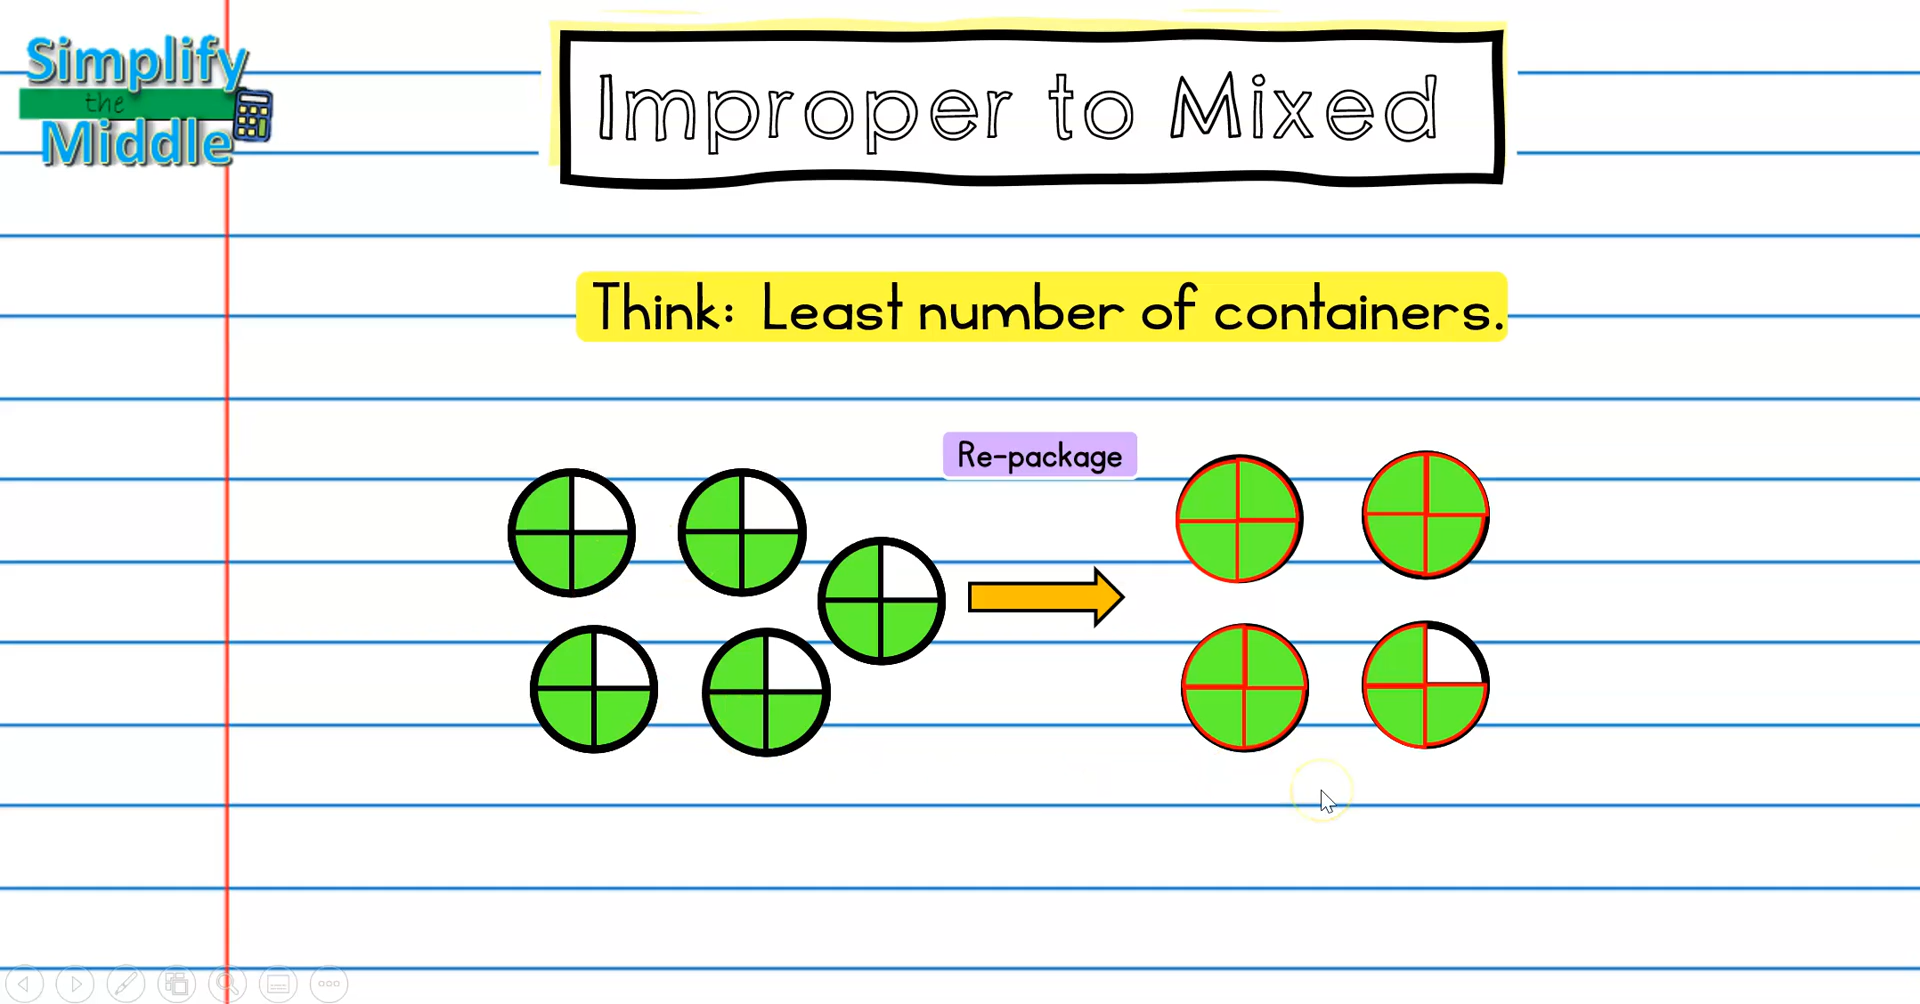 Simplify
the
Middle
Improper to Mixed
Think: Least number of containers.
Re-package